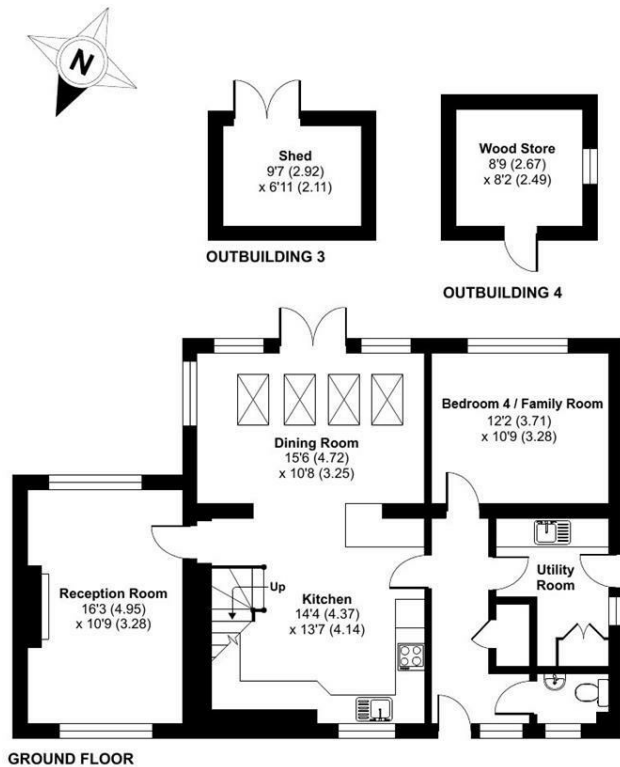 N
Shed
9'7 (2.92)
x 6'11 (2.11)
OUTBUILDING 3
Wood Store
8'9 (2.67)
x 8'2 (2.49)
OUTBUILDING 4
Dining Room
15'6 (4.72)
x 10'8 (3.25)
Bedroom 4 / Family Room
12'2 (3.71)
x 10'9 (3.28)
Reception Room
16'3 (4.95)
x 10'9 (3.28)
Up
Kitchen
14'4 (4.37)
x 13'7 (4.14)
Utility
Room
GROUND FLOOR